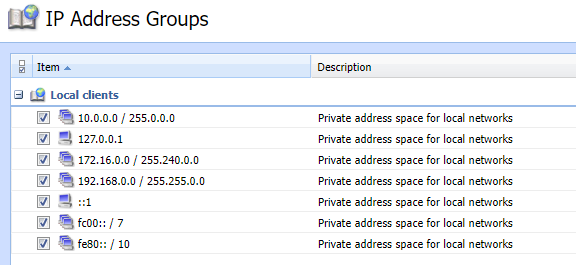 IP Address Groups
Item Description
Local clients
10.0.0.0 / 255.0.0.0 Private address space for local networks
127.0.0.1 Private address space for local networks
172.16.0.0 / 255.240.0.0 Private address space for local networks
192.168.0.0 / 255.255.0.0 Private address space for local networks
::1 Private address space for local networks
fc00:: / 7 Private address space for local networks
fe80:: / 10 Private address space for local networks